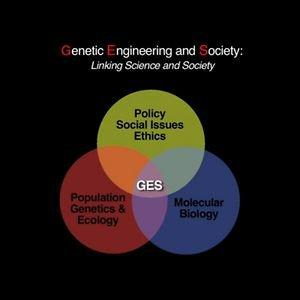 Genetic Engineering and Society:
Linking Science and Society
Policy
Social Issues
Ethics
GES
Population
Genetics &
Ecology
Molecular
Biology